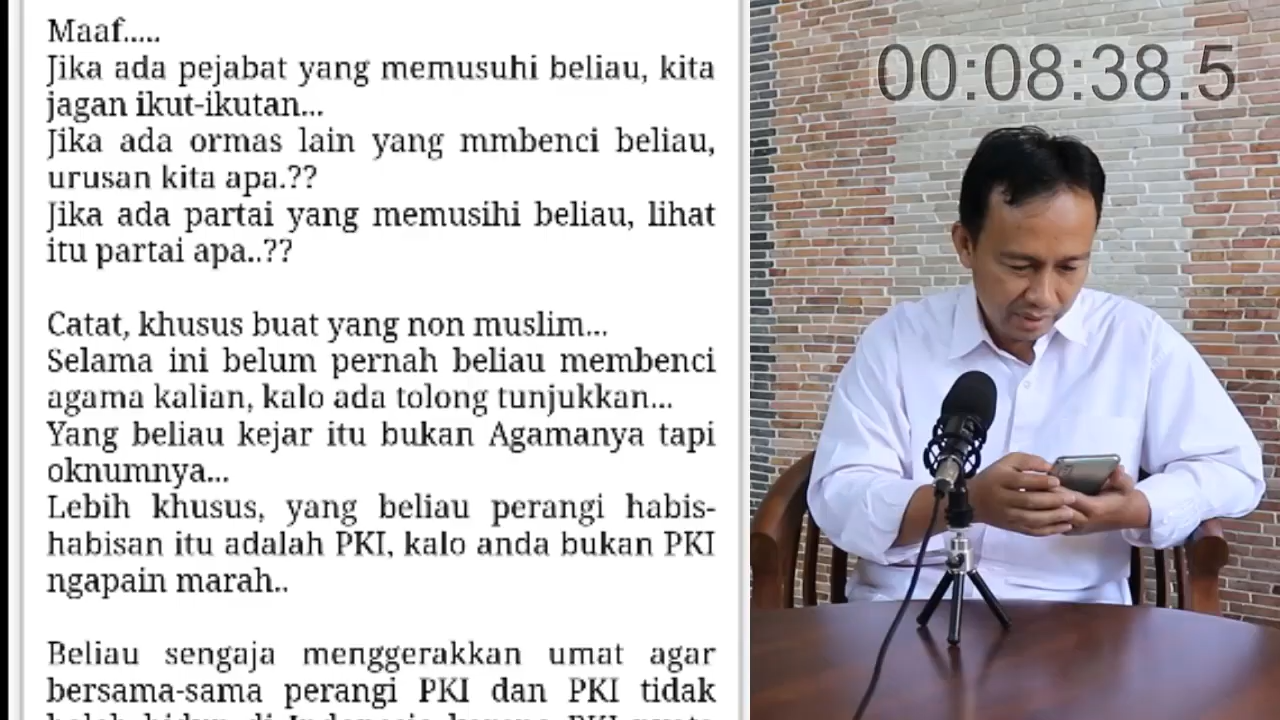 Maaf.....
Jika ada pejabat yang memusuhi beliau, kita
jagan ikut-ikutan...
Jika ada ormas lain yang mmbenci beliau,
urusan kita apa.??
Jika ada partai yang memusihi beliau, lihat
itu partai apa..??
Catat, khusus buat yang non muslim...
Selama ini belum pernah beliau membenci
agama kalian, kalo ada tolong tunjukkan...
Yang beliau kejar itu bukan Agamanya tapi
oknumnya...
Lebih khusus, yang beliau perangi habis-
habisan itu adalah PKI, kalo anda bukan PKI
ngapain marah..
Beliau sengaja menggerakkan umat agar
bersama-sama perangi PKI dan PKI tidak
00:08:38.5